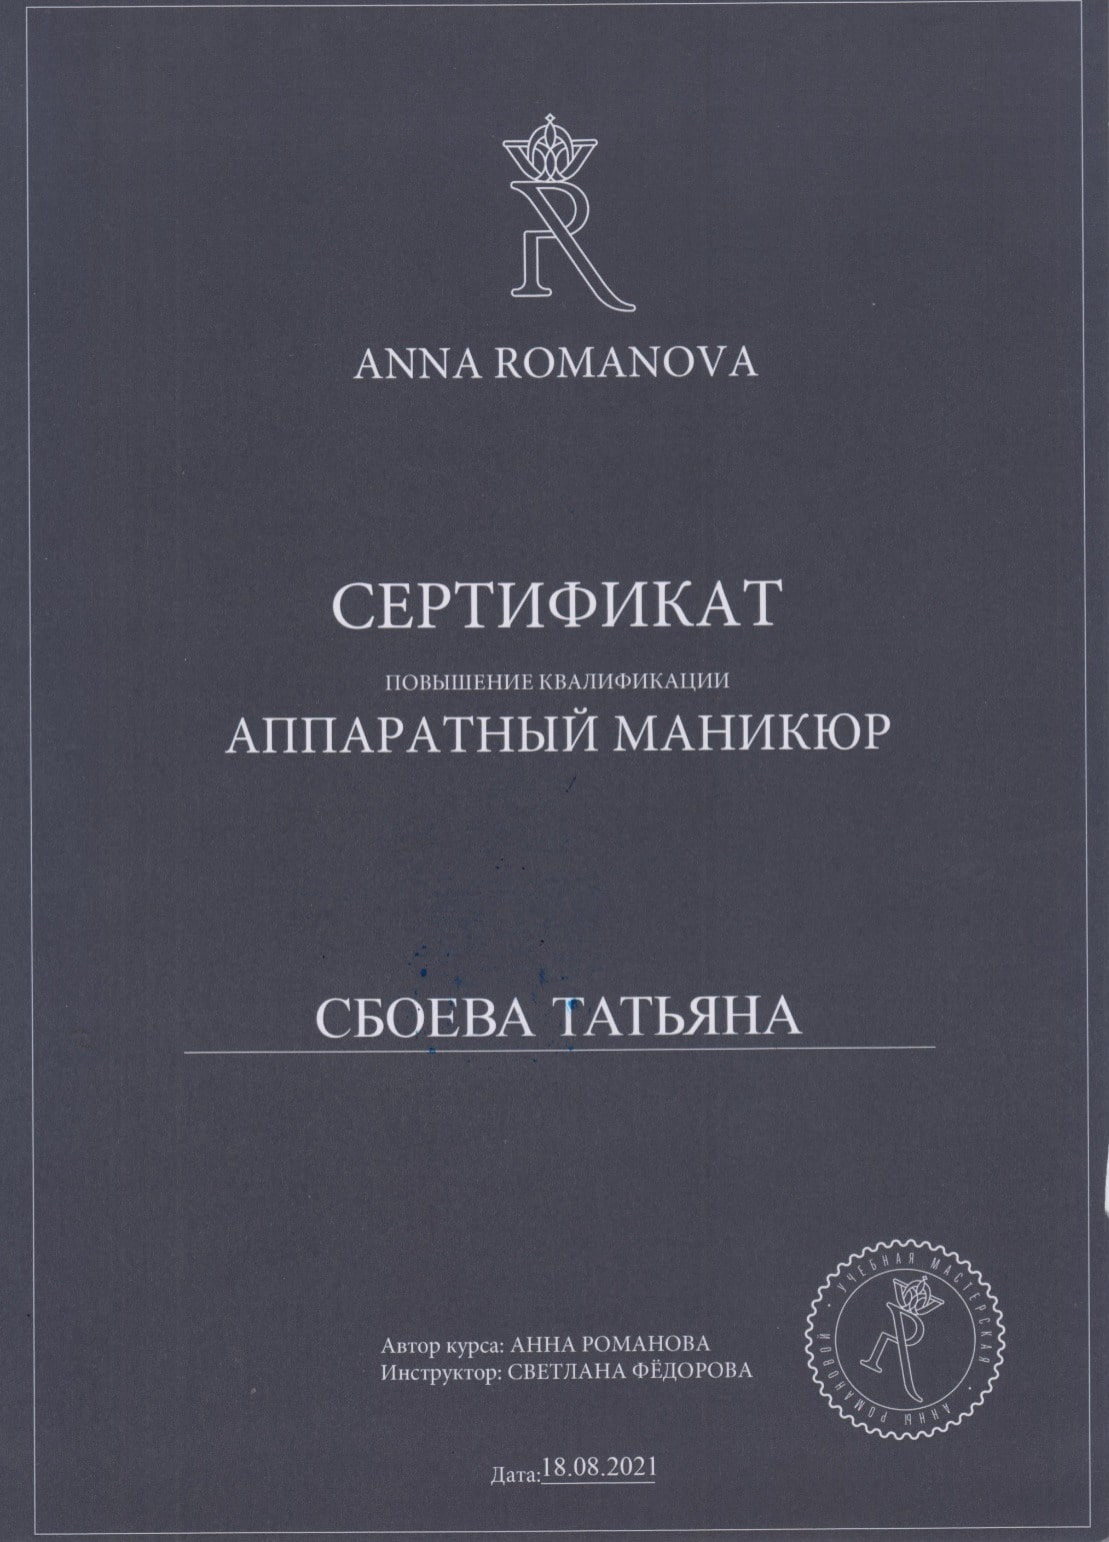 ANNA ROMANOVA
СЕРТИФИКАТ
ПОВЫШЕНИЕ КВАЛИФИКАЦИИ
АППАРАТНЫЙ МАНИКЮР
СБОЕВА ТАТЬЯНА
Автор курса: АННА РОМАНОВА
Инструктор: СВЕТЛАНА ФЁДОРОВА
УЧЕБНАЯ МАСТЕРСКАЯ · АННЫ РОМАНОВОЙ ·
Дата: 18.08.2021